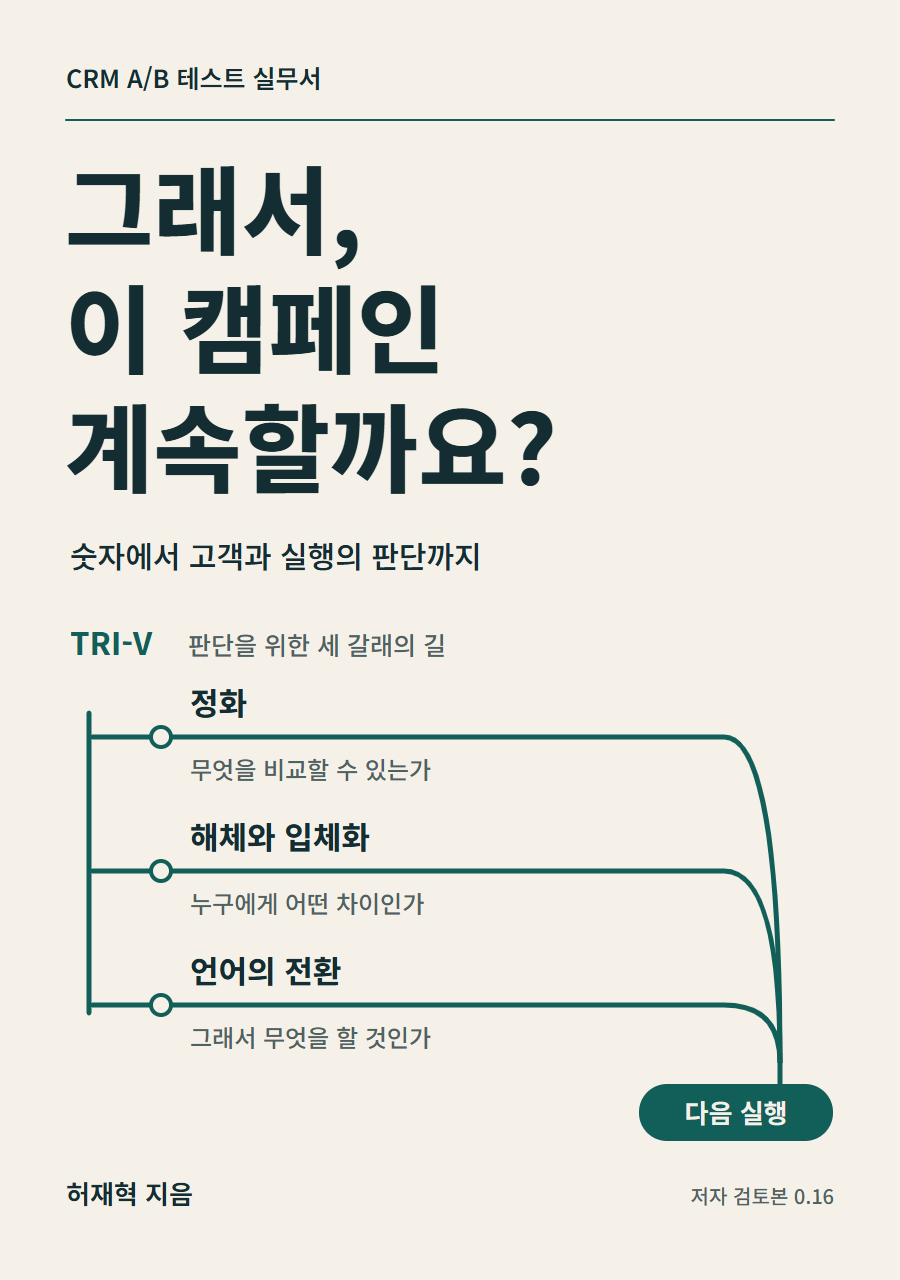 CRM A/B 테스트 실무서
그래서,
이 캠페인
계속할까요?
숫자에서 고객과 실행의 판단까지
TRI-V 판단을 위한 세 갈래의 길
정화
무엇을 비교할 수 있는가
해체와 입체화
누구에게 어떤 차이인가
언어의 전환
그래서 무엇을 할 것인가
다음 실행
허재혁 지음
저자 검토본 0.16